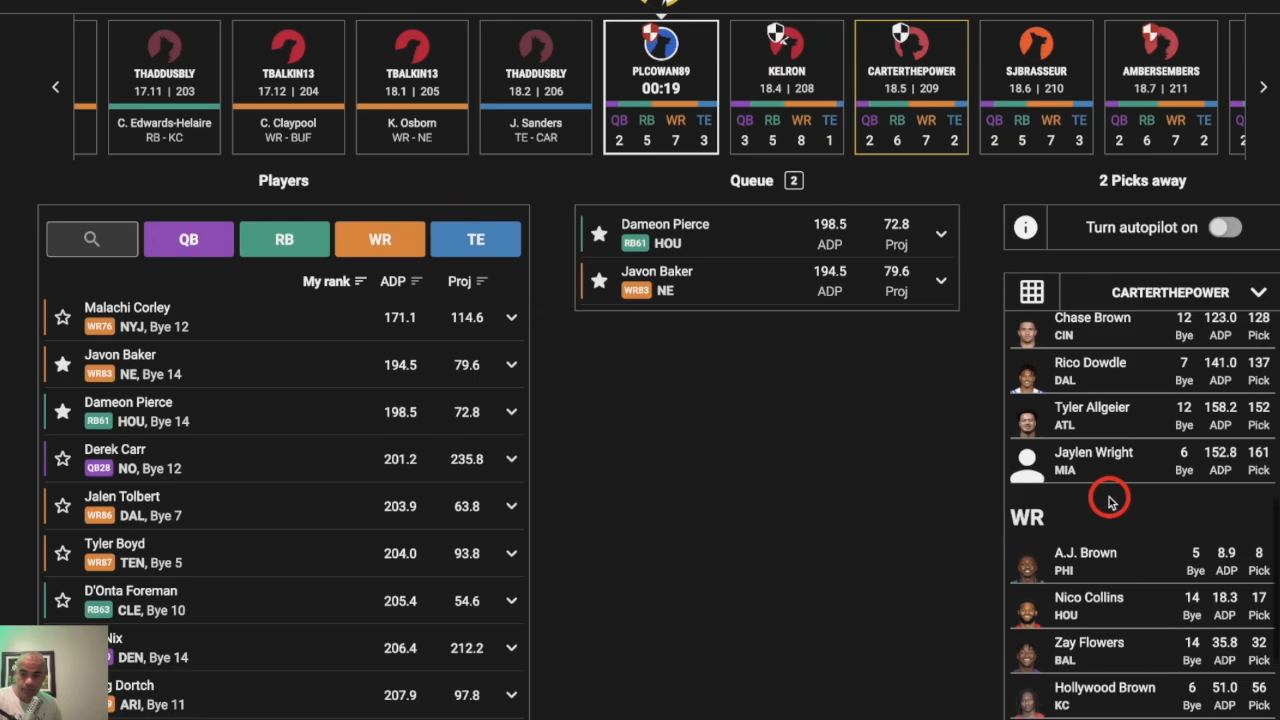 THADDUSBLY
17.11 | 203
C. Edwards-Helaire
RB - KC
TBALKIN13
17.12 | 204
C. Claypool
WR - BUF
TBALKIN13
18.1 | 205
K. Osborn
WR - NE
THADDUSBLY
18.2 | 206
J. Sanders
TE - CAR
PLCOWAN89
00:19
QB RB WR TE
2 5 7 3
KELRON
18.4 | 208
QB RB WR TE
3 5 8 1
CARTERTHEPOWER
18.5 | 209
QB RB WR TE
2 6 7 2
SJBRASSEUR
18.6 | 210
QB RB WR TE
2 5 7 3
AMBERSEMBERS
18.7 | 211
QB RB WR TE
2 6 7 2
Players
QB RB WR TE
My rank ADP Proj
Malachi Corley
WR76 NYJ, Bye 12 171.1 114.6
Javon Baker
WR83 NE, Bye 14 194.5 79.6
Dameon Pierce
RB61 HOU, Bye 14 198.5 72.8
Derek Carr
QB28 NO, Bye 12 201.2 235.8
Jalen Tolbert
WR86 DAL, Bye 7 203.9 63.8
Tyler Boyd
WR87 TEN, Bye 5 204.0 93.8
D'Onta Foreman
RB63 CLE, Bye 10 205.4 54.6
Nix
DEN, Bye 14 206.4 212.2
Dortch
ARI, Bye 11 207.9 97.8
Queue 2
Dameon Pierce 198.5 72.8
RB61 HOU ADP Proj
Javon Baker 194.5 79.6
WR83 NE ADP Proj
2 Picks away
Turn autopilot on
CARTERTHEPOWER
Chase Brown 12 123.0 128
CIN Bye ADP Pick
Rico Dowdle 7 141.0 137
DAL Bye ADP Pick
Tyler Allgeier 12 158.2 152
ATL Bye ADP Pick
Jaylen Wright 6 152.8 161
MIA Bye ADP Pick
WR
A.J. Brown 5 8.9 8
PHI Bye ADP Pick
Nico Collins 14 18.3 17
HOU Bye ADP Pick
Zay Flowers 14 35.8 32
BAL Bye ADP Pick
Hollywood Brown 6 51.0 56
KC Bye ADP Pick